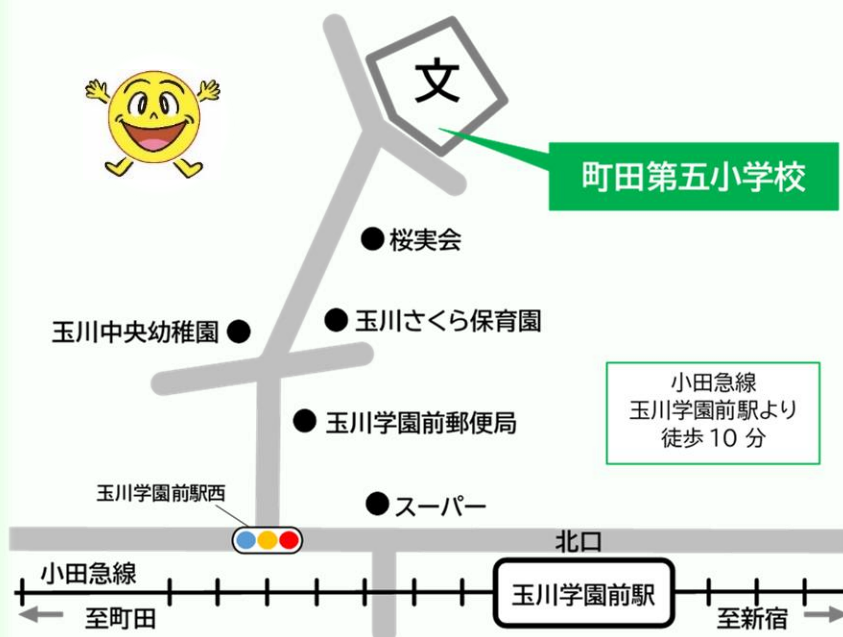 文
町田第五小学校
桜実会
玉川さくら保育園
玉川中央幼稚園
小田急線
玉川学園前駅より
徒歩10分
玉川学園前郵便局
玉川学園前駅西
スーパー
北口
小田急線
玉川学園前駅
至町田
至新宿